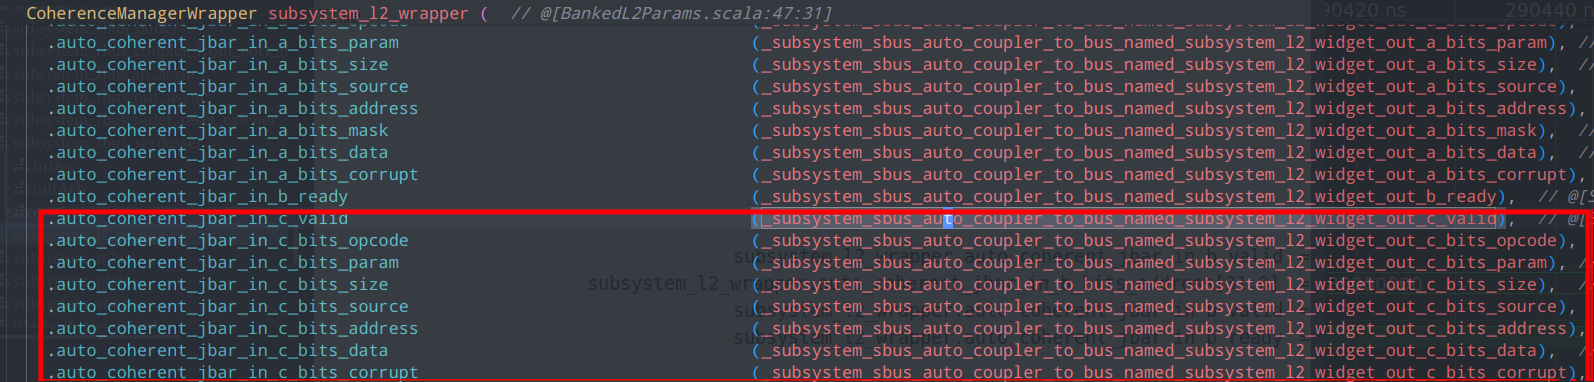 CoherenceManagerWrapper subsystem_l2_wrapper (  // @[BankedL2Params.scala:47:31]
.auto_coherent_jbar_in_a_bits_param (_subsystem_sbus_auto_coupler_to_bus_named_subsystem_l2_widget_out_a_bits_param), //
.auto_coherent_jbar_in_a_bits_size (_subsystem_sbus_auto_coupler_to_bus_named_subsystem_l2_widget_out_a_bits_size), //
.auto_coherent_jbar_in_a_bits_source (_subsystem_sbus_auto_coupler_to_bus_named_subsystem_l2_widget_out_a_bits_source),
.auto_coherent_jbar_in_a_bits_address (_subsystem_sbus_auto_coupler_to_bus_named_subsystem_l2_widget_out_a_bits_address),
.auto_coherent_jbar_in_a_bits_mask (_subsystem_sbus_auto_coupler_to_bus_named_subsystem_l2_widget_out_a_bits_mask), //
.auto_coherent_jbar_in_a_bits_data (_subsystem_sbus_auto_coupler_to_bus_named_subsystem_l2_widget_out_a_bits_data), //
.auto_coherent_jbar_in_a_bits_corrupt (_subsystem_sbus_auto_coupler_to_bus_named_subsystem_l2_widget_out_a_bits_corrupt),
.auto_coherent_jbar_in_b_ready (_subsystem_sbus_auto_coupler_to_bus_named_subsystem_l2_widget_out_b_ready), // @[S
.auto_coherent_jbar_in_c_valid (_subsystem_sbus_auto_coupler_to_bus_named_subsystem_l2_widget_out_c_valid), // @[S
.auto_coherent_jbar_in_c_bits_opcode (_subsystem_sbus_auto_coupler_to_bus_named_subsystem_l2_widget_out_c_bits_opcode),
.auto_coherent_jbar_in_c_bits_param (_subsystem_sbus_auto_coupler_to_bus_named_subsystem_l2_widget_out_c_bits_param), //
.auto_coherent_jbar_in_c_bits_size (_subsystem_sbus_auto_coupler_to_bus_named_subsystem_l2_widget_out_c_bits_size), //
.auto_coherent_jbar_in_c_bits_source (_subsystem_sbus_auto_coupler_to_bus_named_subsystem_l2_widget_out_c_bits_source),
.auto_coherent_jbar_in_c_bits_address (_subsystem_sbus_auto_coupler_to_bus_named_subsystem_l2_widget_out_c_bits_address),
.auto_coherent_jbar_in_c_bits_data (_subsystem_sbus_auto_coupler_to_bus_named_subsystem_l2_widget_out_c_bits_data), //
.auto_coherent_jbar_in_c_bits_corrupt (_subsystem_sbus_auto_coupler_to_bus_named_subsystem_l2_widget_out_c_bits_corrupt),